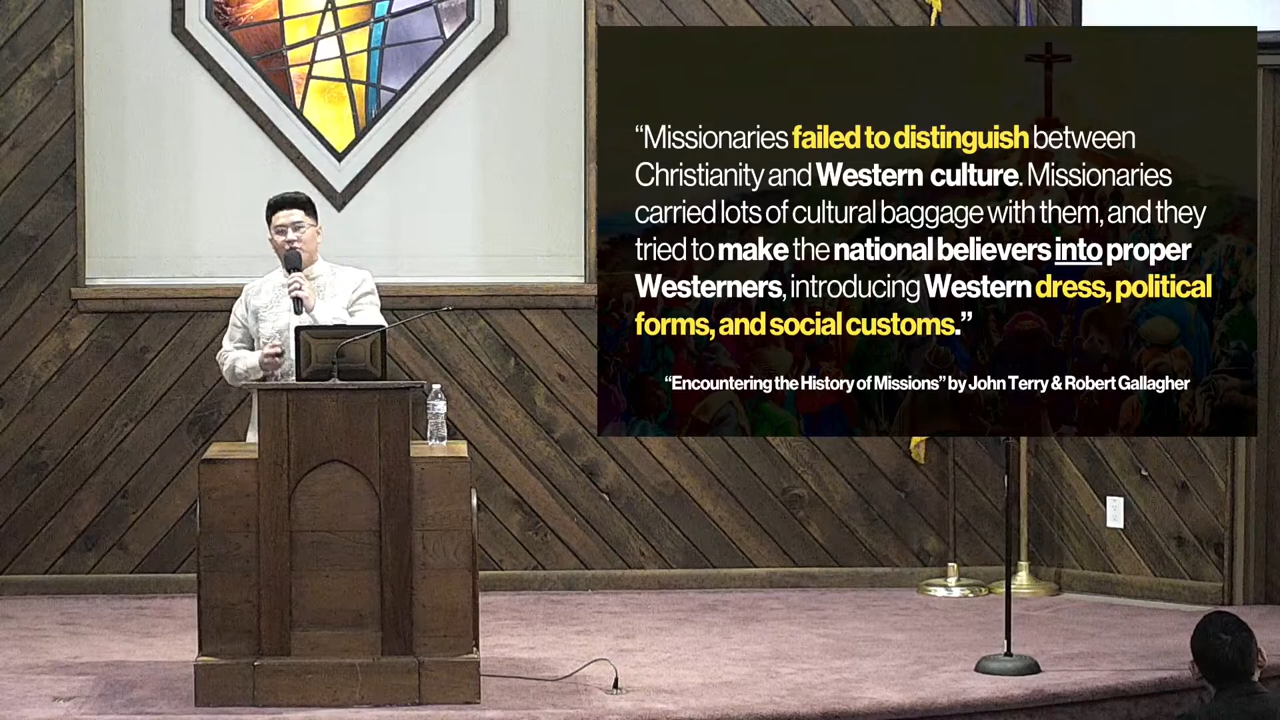 “Missionaries failed to distinguish between
Christianity and Western culture. Missionaries
carried lots of cultural baggage with them, and they
tried to make the national believers into proper
Westerners, introducing Western dress, political
forms, and social customs.”
“Encountering the History of Missions” by John Terry & Robert Gallagher